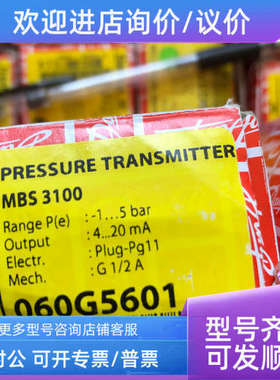 欢迎进店询价/议价
PRESSURE TRANSMITTER
MBS 3100
Range P(e) : -1...5 bar
Output : 4...20 mA
Electr. : Plug-Pg11
Mech. : G 1/2 A
060G5601
更多型号咨询店铺客服
型号齐
对公 可开专票/普票
可发顺